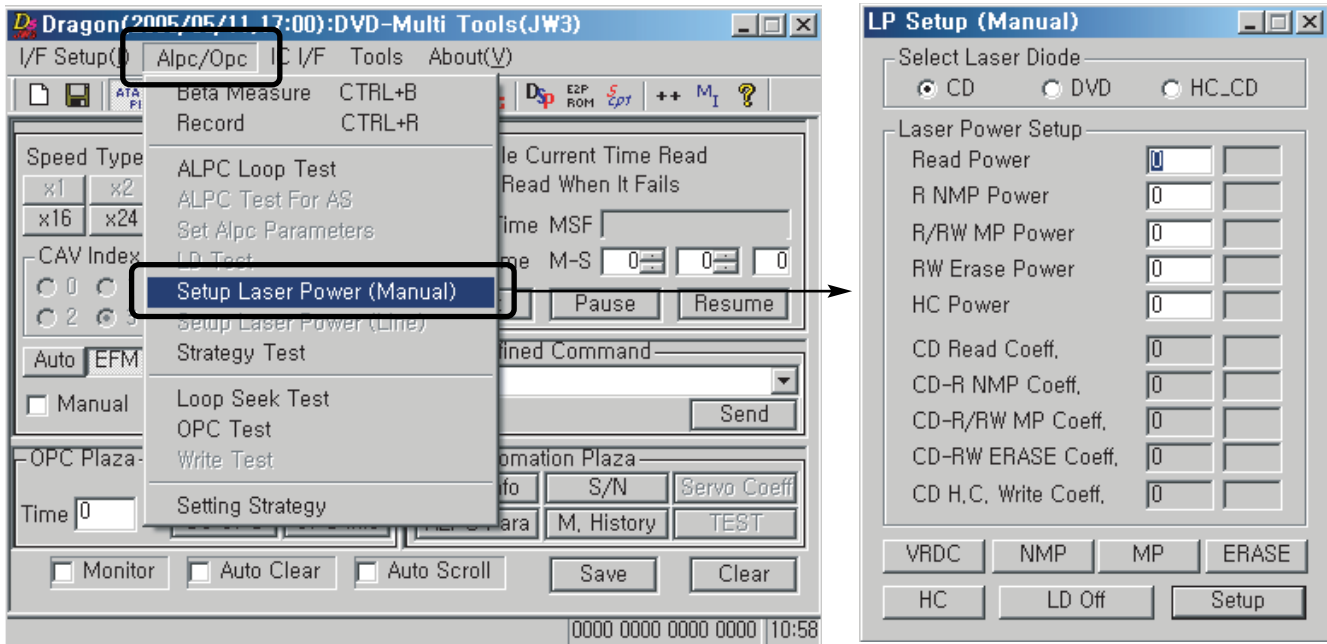 Dragon(2005/05/11,17:00):DVD-Multi Tools(JW3)
I/F Setup(I) Alpc/Opc IC I/F Tools About(V)
Beta Measure CTRL+B
Record CTRL+R
ALPC Loop Test
ALPC Test For AS
Set Alpc Parameters
LD Test
Setup Laser Power (Manual)
Setup Laser Power (Line)
Strategy Test
Loop Seek Test
OPC Test
Write Test
Setting Strategy
DSP E2P ROM ++ MI ?
Speed Type
x1 x2
x16 x24
CAV Index
0
2 3
Auto EFM
Manual
OPC Plaza
Time 0
le Current Time Read
Read When It Fails
ime MSF
me M-S 0 0 0
Pause Resume
fined Command
Send
omation Plaza
fo S/N Servo Coeff
Para M, History TEST
Monitor Auto Clear Auto Scroll Save Clear
0000 0000 0000 0000 10:58
LP Setup (Manual)
Select Laser Diode
CD DVD HC_CD
Laser Power Setup
Read Power 0
R NMP Power 0
R/RW MP Power 0
RW Erase Power 0
HC Power 0
CD Read Coeff, 0
CD-R NMP Coeff, 0
CD-R/RW MP Coeff, 0
CD-RW ERASE Coeff, 0
CD H,C, Write Coeff, 0
VRDC NMP MP ERASE
HC LD Off Setup